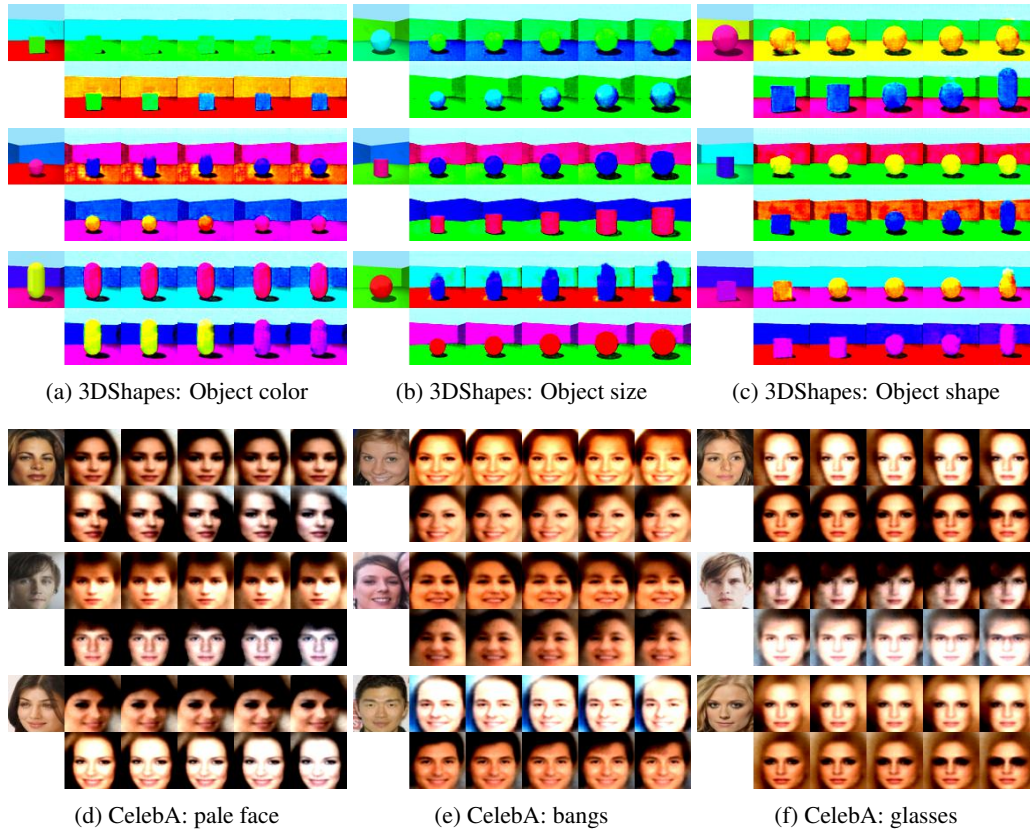 (a) 3DShapes: Object color
(b) 3DShapes: Object size
(c) 3DShapes: Object shape
(d) CelebA: pale face
(e) CelebA: bangs
(f) CelebA: glasses